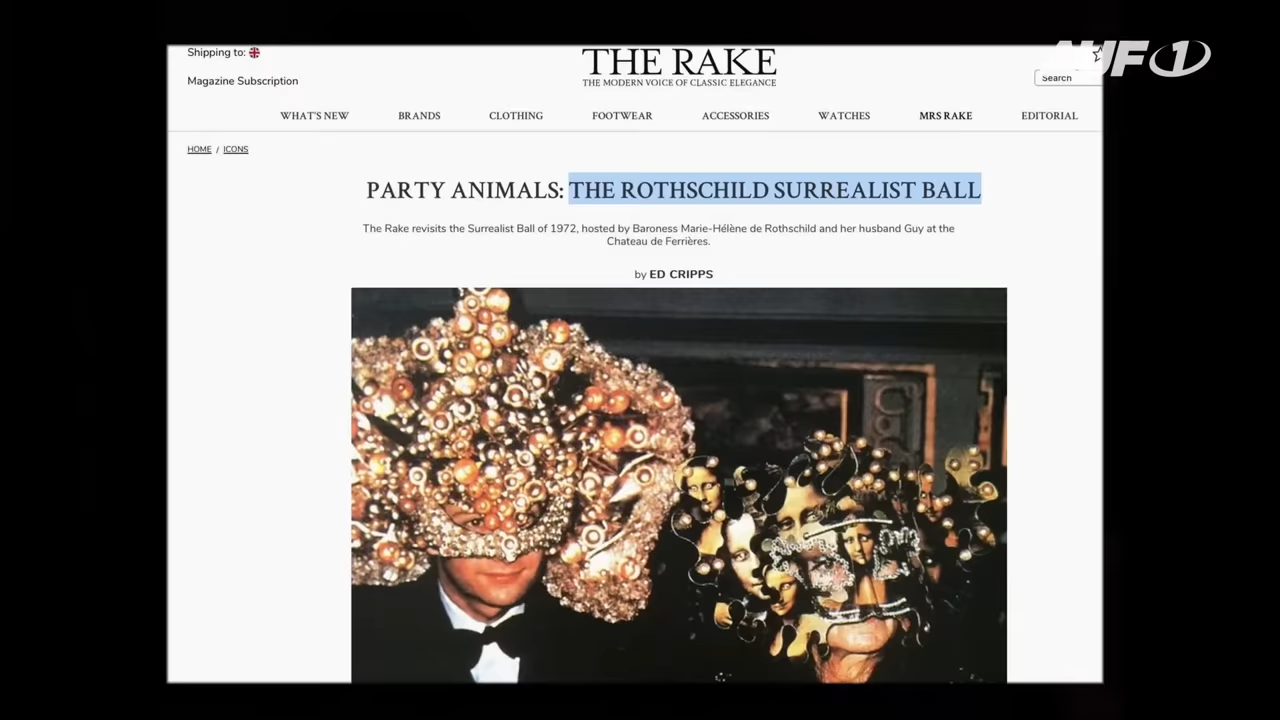 Shipping to:
THE RAKE
THE MODERN VOICE OF CLASSIC ELEGANCE
AUF 1
Magazine Subscription
Search
WHAT'S NEW
BRANDS
CLOTHING
FOOTWEAR
ACCESSORIES
WATCHES
MRS RAKE
EDITORIAL
HOME / ICONS
PARTY ANIMALS: THE ROTHSCHILD SURREALIST BALL
The Rake revisits the Surrealist Ball of 1972, hosted by Baroness Marie-Hélène de Rothschild and her husband Guy at the
Chateau de Ferrières.
by ED CRIPPS